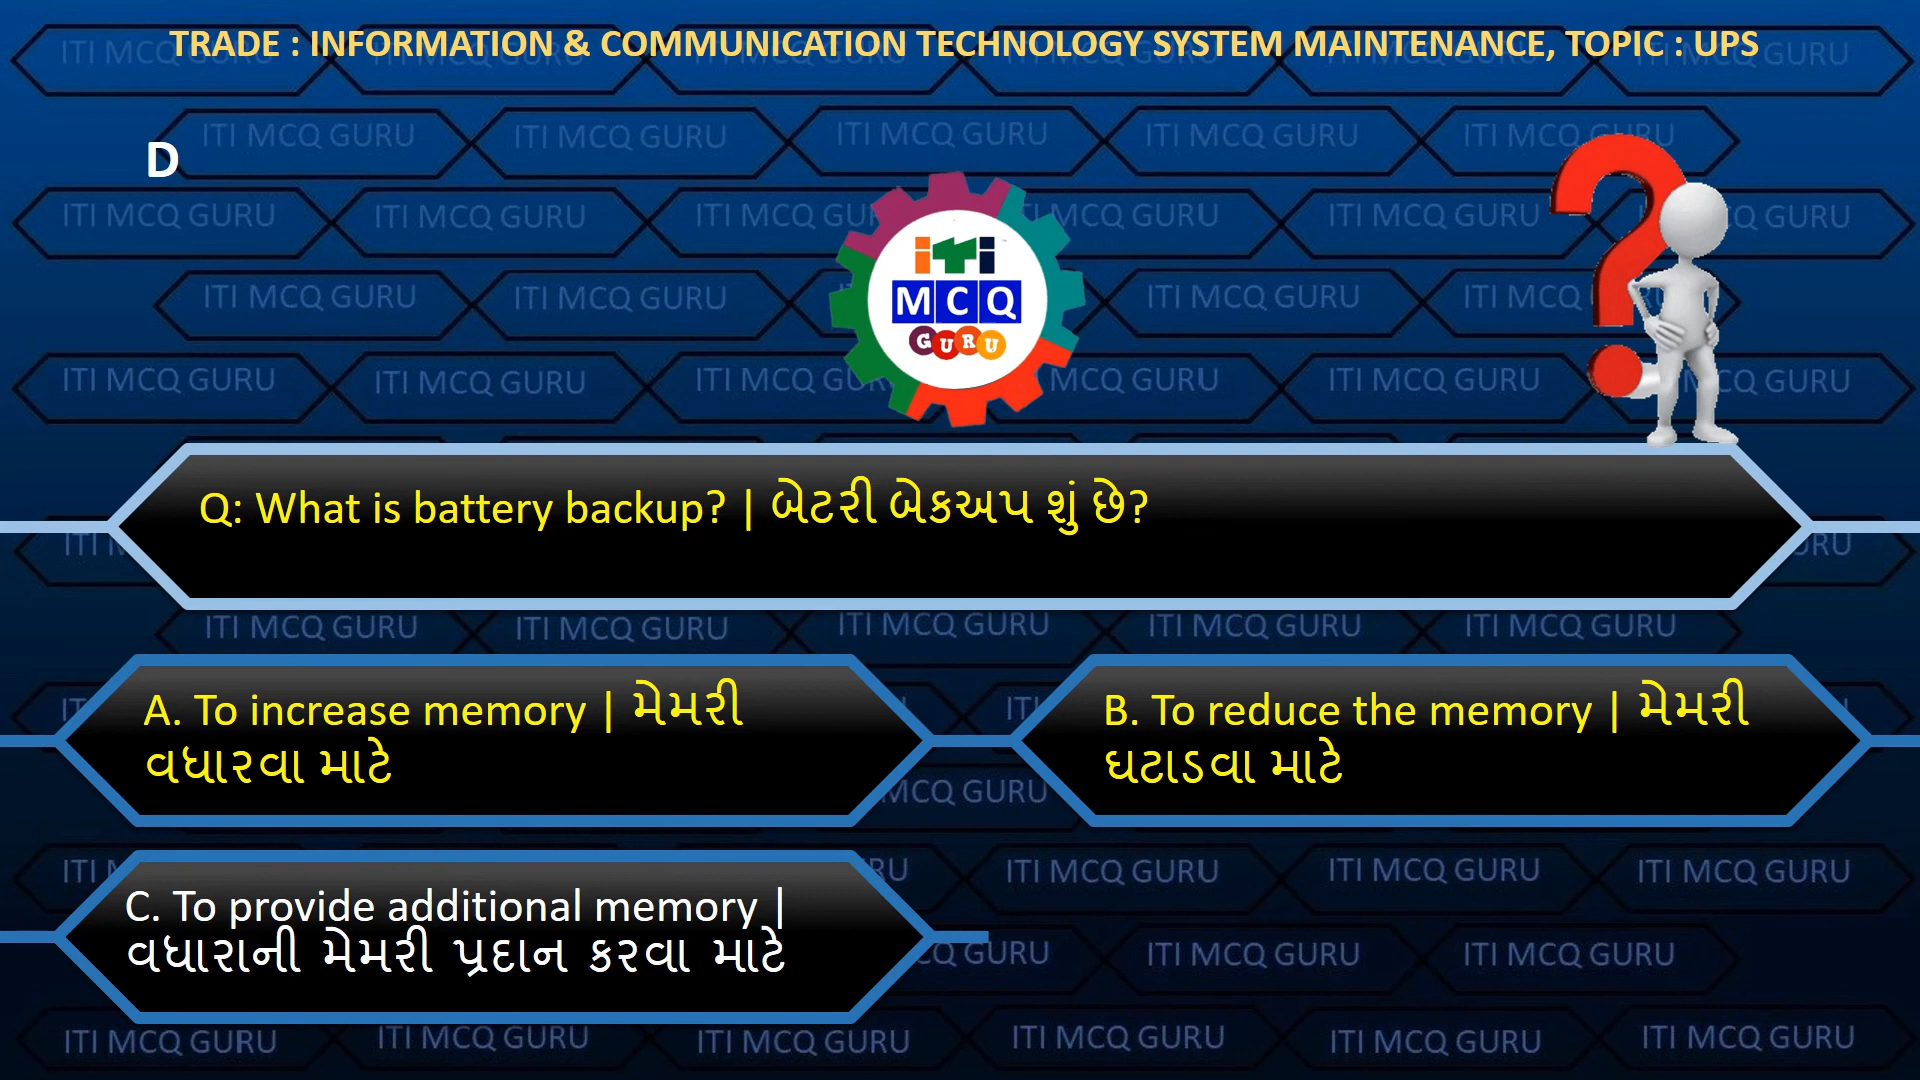 TRADE : INFORMATION & COMMUNICATION TECHNOLOGY SYSTEM MAINTENANCE, TOPIC : UPS
D
iTi
MCQ
GURU
Q: What is battery backup? | બેટરી બેકઅપ શું છે?
A. To increase memory | મેમરી
વધારવા માટે
B. To reduce the memory | મેમરી
ઘટાડવા માટે
C. To provide additional memory |
વધારાની મેમરી પ્રદાન કરવા માટે